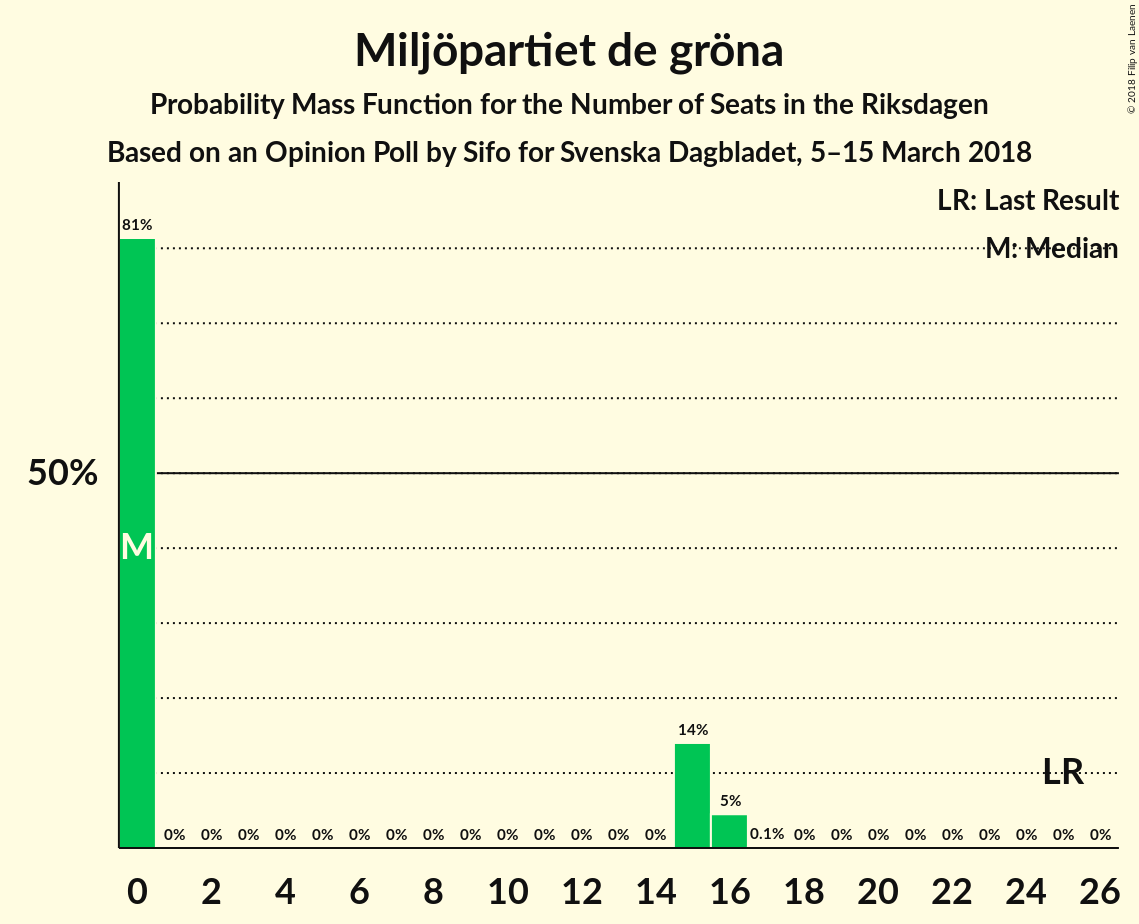 Miljöpartiet de gröna
Probability Mass Function for the Number of Seats in the Riksdagen
Based on an Opinion Poll by Sifo for Svenska Dagbladet, 5–15 March 2018
© 2018 Filip van Laenen
LR: Last Result
M: Median
81%
50%
M
14%
LR
5%
0% 0% 0% 0% 0% 0% 0% 0% 0% 0% 0% 0% 0% 0% 0.1% 0% 0% 0% 0% 0% 0% 0% 0% 0%
0 2 4 6 8 10 12 14 16 18 20 22 24 26